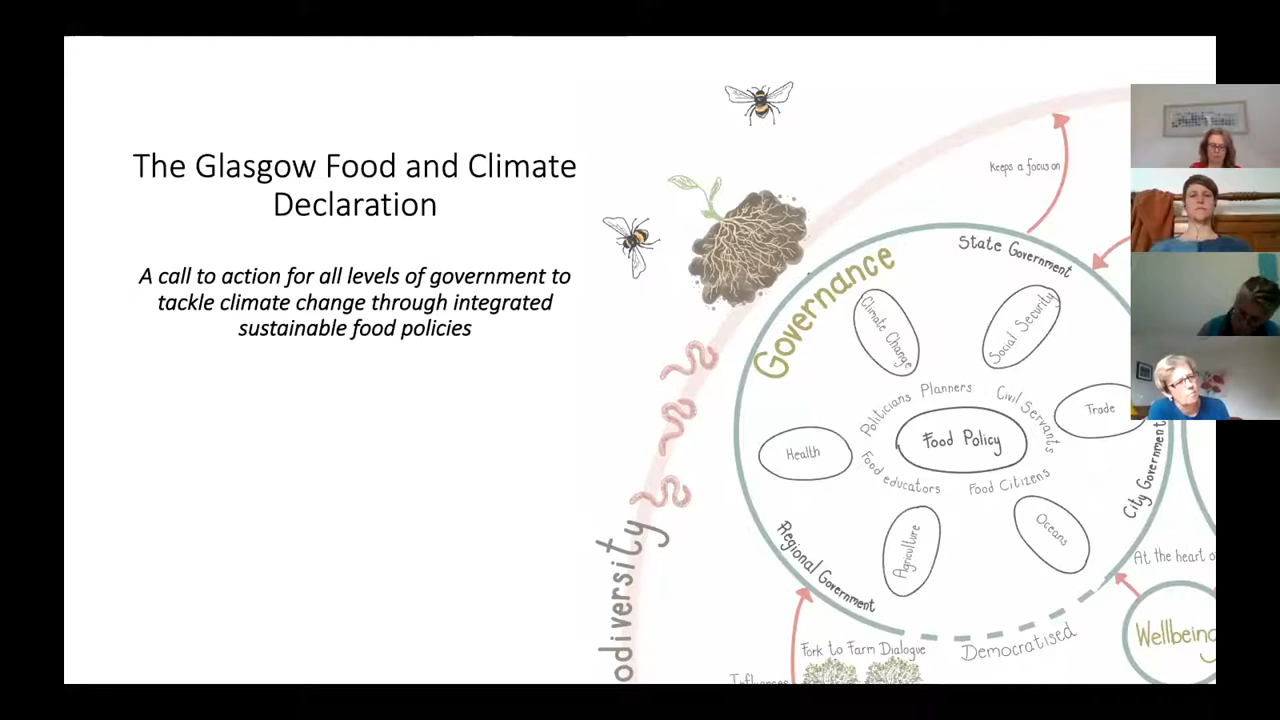 The Glasgow Food and Climate
Declaration
A call to action for all levels of government to
tackle climate change through integrated
sustainable food policies
Keeps a focus on
Governance
State Government
Climate Change
Social Security
Politicians
Planners
Civil Servants
Trade
Food Policy
Health
Food educators
Food Citizens
City Government
Oceans
Agriculture
Regional Government
At the heart o
odiversity
Democratised
Wellbeing
Fork to Farm Dialogue
Influences